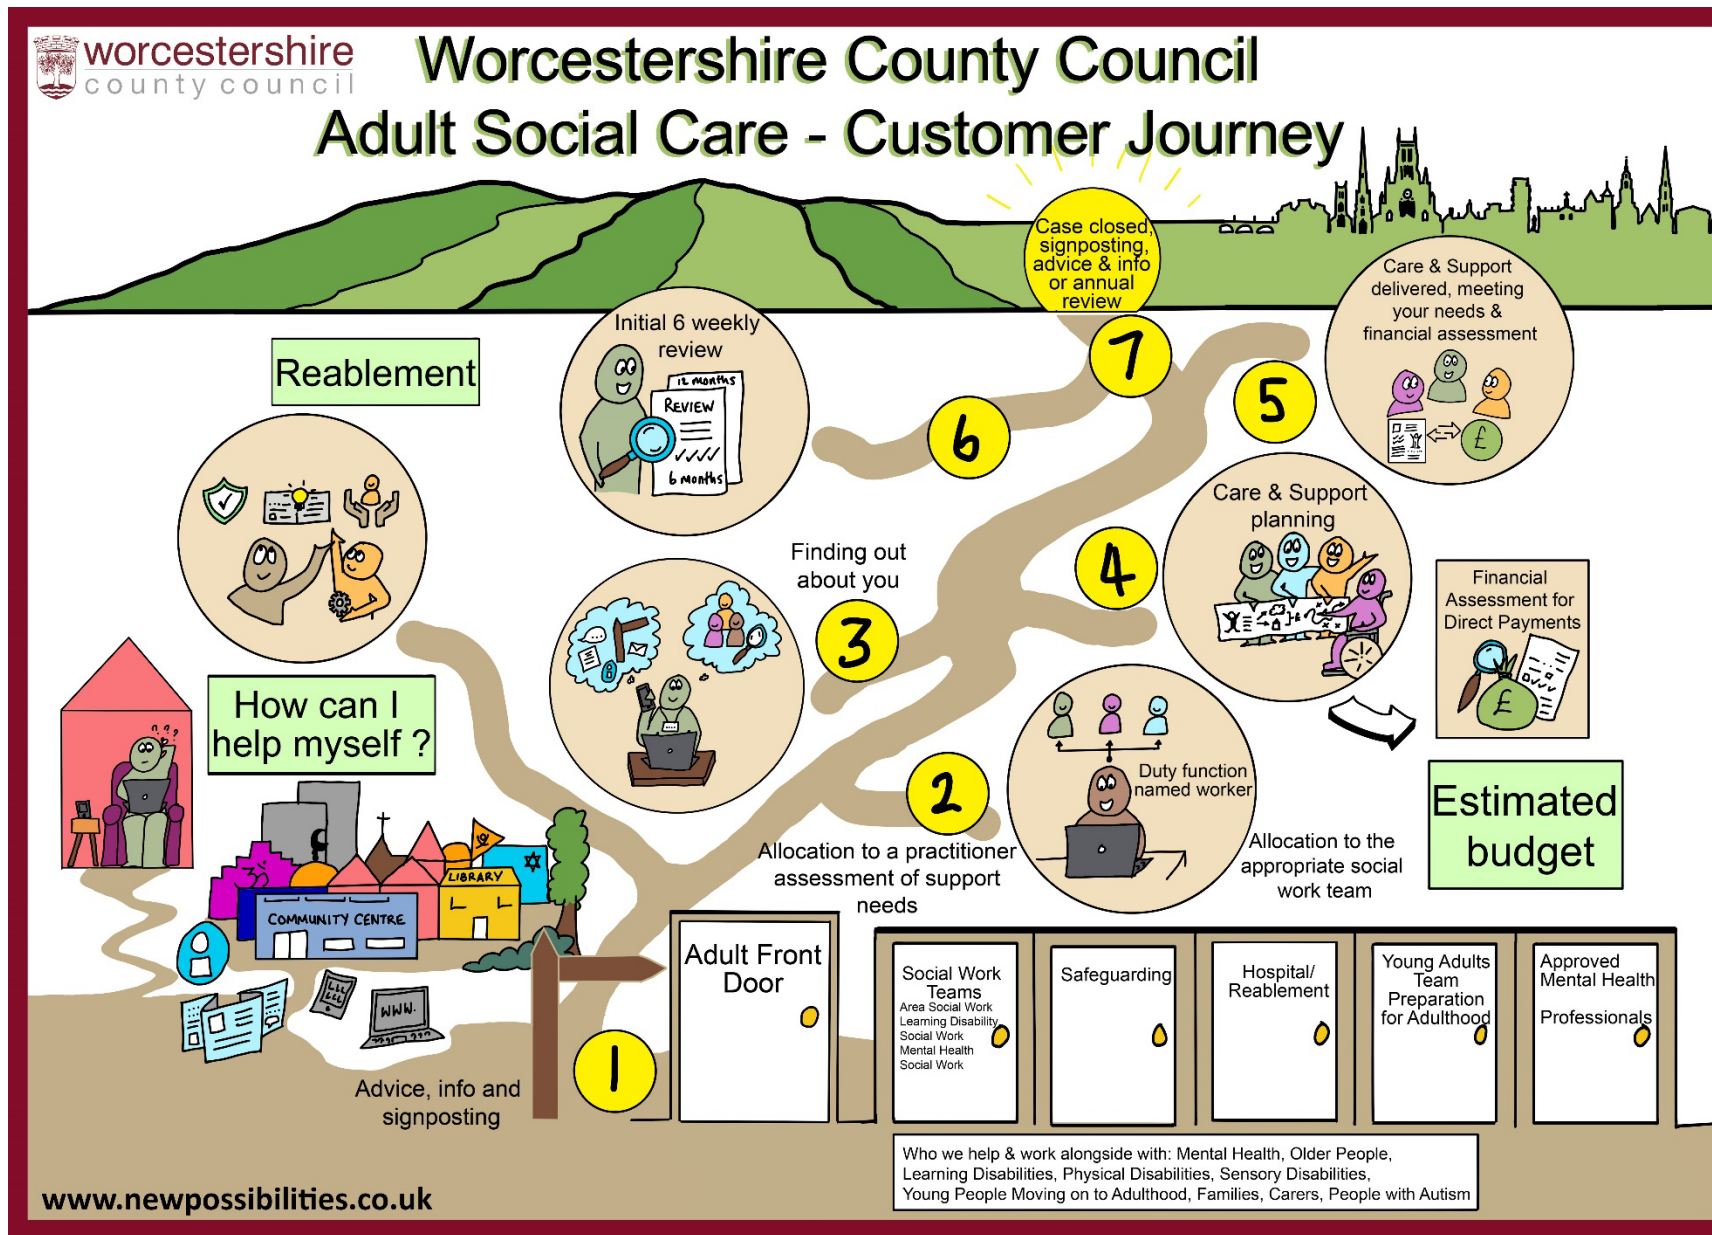 worcestershire
county council
Worcestershire County Council
Adult Social Care - Customer Journey
Case closed,
signposting,
advice & info
or annual
review
Care & Support
delivered, meeting
your needs &
financial assessment
£
7
5
Initial 6 weekly
review
12 months
REVIEW
6 months
6
Reablement
Care & Support
planning
4
Finding out
about you
3
Financial
Assessment for
Direct Payments
£
How can I
help myself ?
? ? ?
Duty function
named worker
2
Allocation to a practitioner
assessment of support
needs
Allocation to the
appropriate social
work team
Estimated
budget
LIBRARY
COMMUNITY CENTRE
WWW.
1
Advice, info and
signposting
Adult Front
Door
Social Work
Teams
Area Social Work
Learning Disability
Social Work
Mental Health
Social Work
Safeguarding
Hospital/
Reablement
Young Adults
Team
Preparation
for Adulthood
Approved
Mental Health
Professionals
Who we help & work alongside with: Mental Health, Older People,
Learning Disabilities, Physical Disabilities, Sensory Disabilities,
Young People Moving on to Adulthood, Families, Carers, People with Autism
www.newpossibilities.co.uk